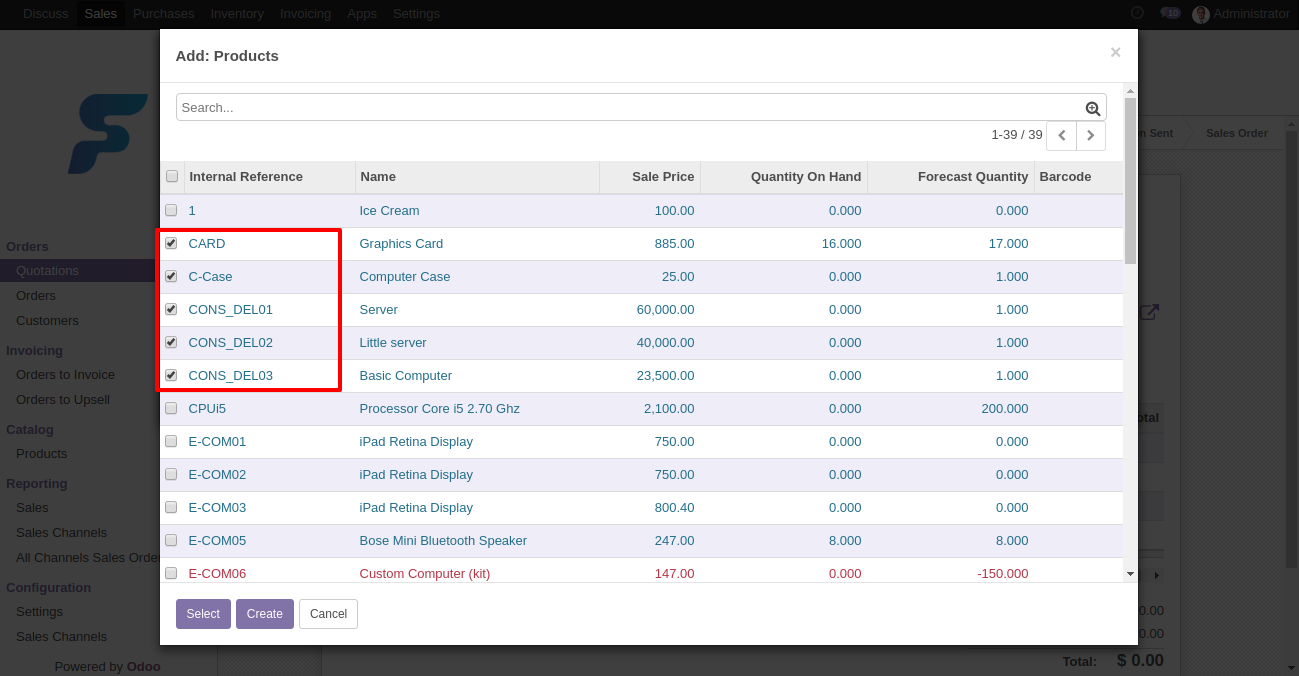 Discuss Sales Purchases Inventory Invoicing Apps Settings 10 Administrator
Add: Products ×
Search...
1-39 / 39
Sent Sales Order
Internal Reference Name Sale Price Quantity On Hand Forecast Quantity Barcode
1 Ice Cream 100.00 0.000 0.000
CARD Graphics Card 885.00 16.000 17.000
C-Case Computer Case 25.00 0.000 1.000
CONS_DEL01 Server 60,000.00 0.000 1.000
CONS_DEL02 Little server 40,000.00 0.000 1.000
CONS_DEL03 Basic Computer 23,500.00 0.000 1.000
CPUi5 Processor Core i5 2.70 Ghz 2,100.00 0.000 200.000
E-COM01 iPad Retina Display 750.00 0.000 0.000
E-COM02 iPad Retina Display 750.00 0.000 0.000
E-COM03 iPad Retina Display 800.40 0.000 0.000
E-COM05 Bose Mini Bluetooth Speaker 247.00 8.000 8.000
E-COM06 Custom Computer (kit) 147.00 0.000 -150.000
Select Create Cancel
Orders
Quotations
Orders
Customers
Invoicing
Orders to Invoice
Orders to Upsell
Catalog
Products
Reporting
Sales
Sales Channels
All Channels Sales Orde
Configuration
Settings
Sales Channels
Powered by Odoo
otal
0.00
0.00
Total: $ 0.00